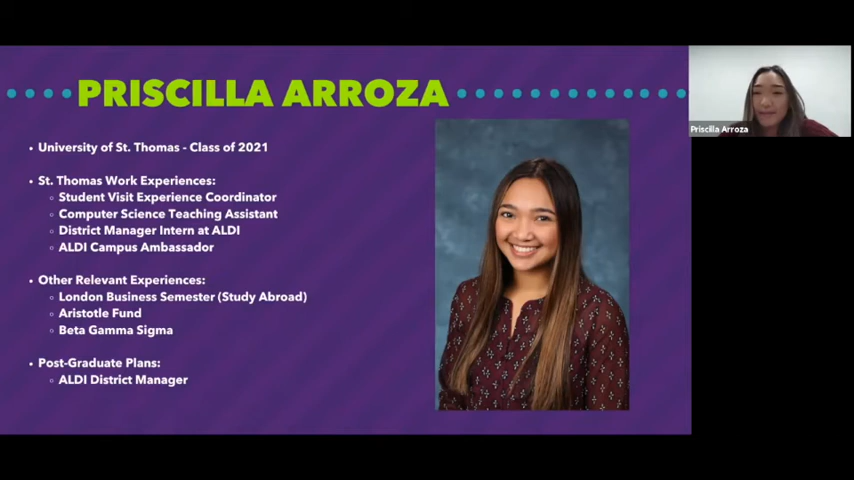 PRISCILLA ARROZA
• University of St. Thomas - Class of 2021
• St. Thomas Work Experiences:
◦ Student Visit Experience Coordinator
◦ Computer Science Teaching Assistant
◦ District Manager Intern at ALDI
◦ ALDI Campus Ambassador
• Other Relevant Experiences:
◦ London Business Semester (Study Abroad)
◦ Aristotle Fund
◦ Beta Gamma Sigma
• Post-Graduate Plans:
◦ ALDI District Manager
Priscilla Arroza